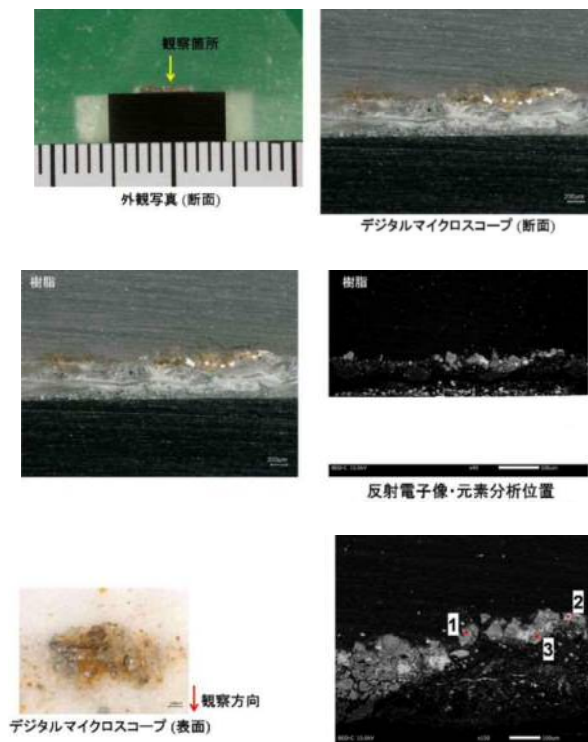 観察箇所
外観写真 (断面)
200μm
デジタルマイクロスコープ (断面)
樹脂
樹脂
200μm
反射電子像・元素分析位置
1
2
3
観察方向
デジタルマイクロスコープ (表面)